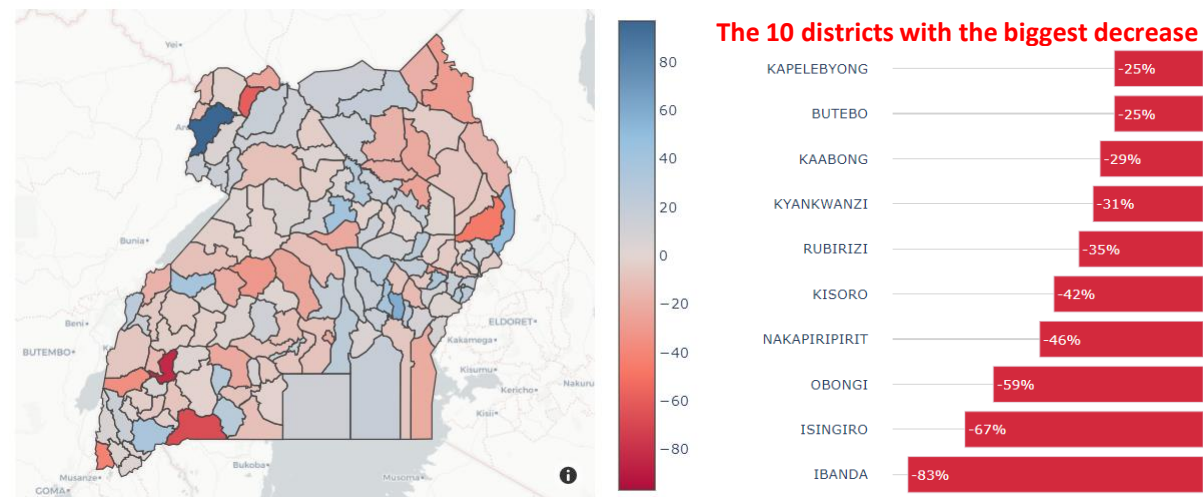 Yei
Ar
Bunia
Beni
BUTEMBO
K
ELDORET
Kakamega
Kisumu
Nakuru
Kericho
Kisii
Musanze
Bukoba
Musoma
GOMA
i
80
60
40
20
0
−20
−40
−60
−80
The 10 districts with the biggest decrease
KAPELEBYONG -25%
BUTEBO -25%
KAABONG -29%
KYANKWANZI -31%
RUBIRIZI -35%
KISORO -42%
NAKAPIRIPIRIT -46%
OBONGI -59%
ISINGIRO -67%
IBANDA -83%